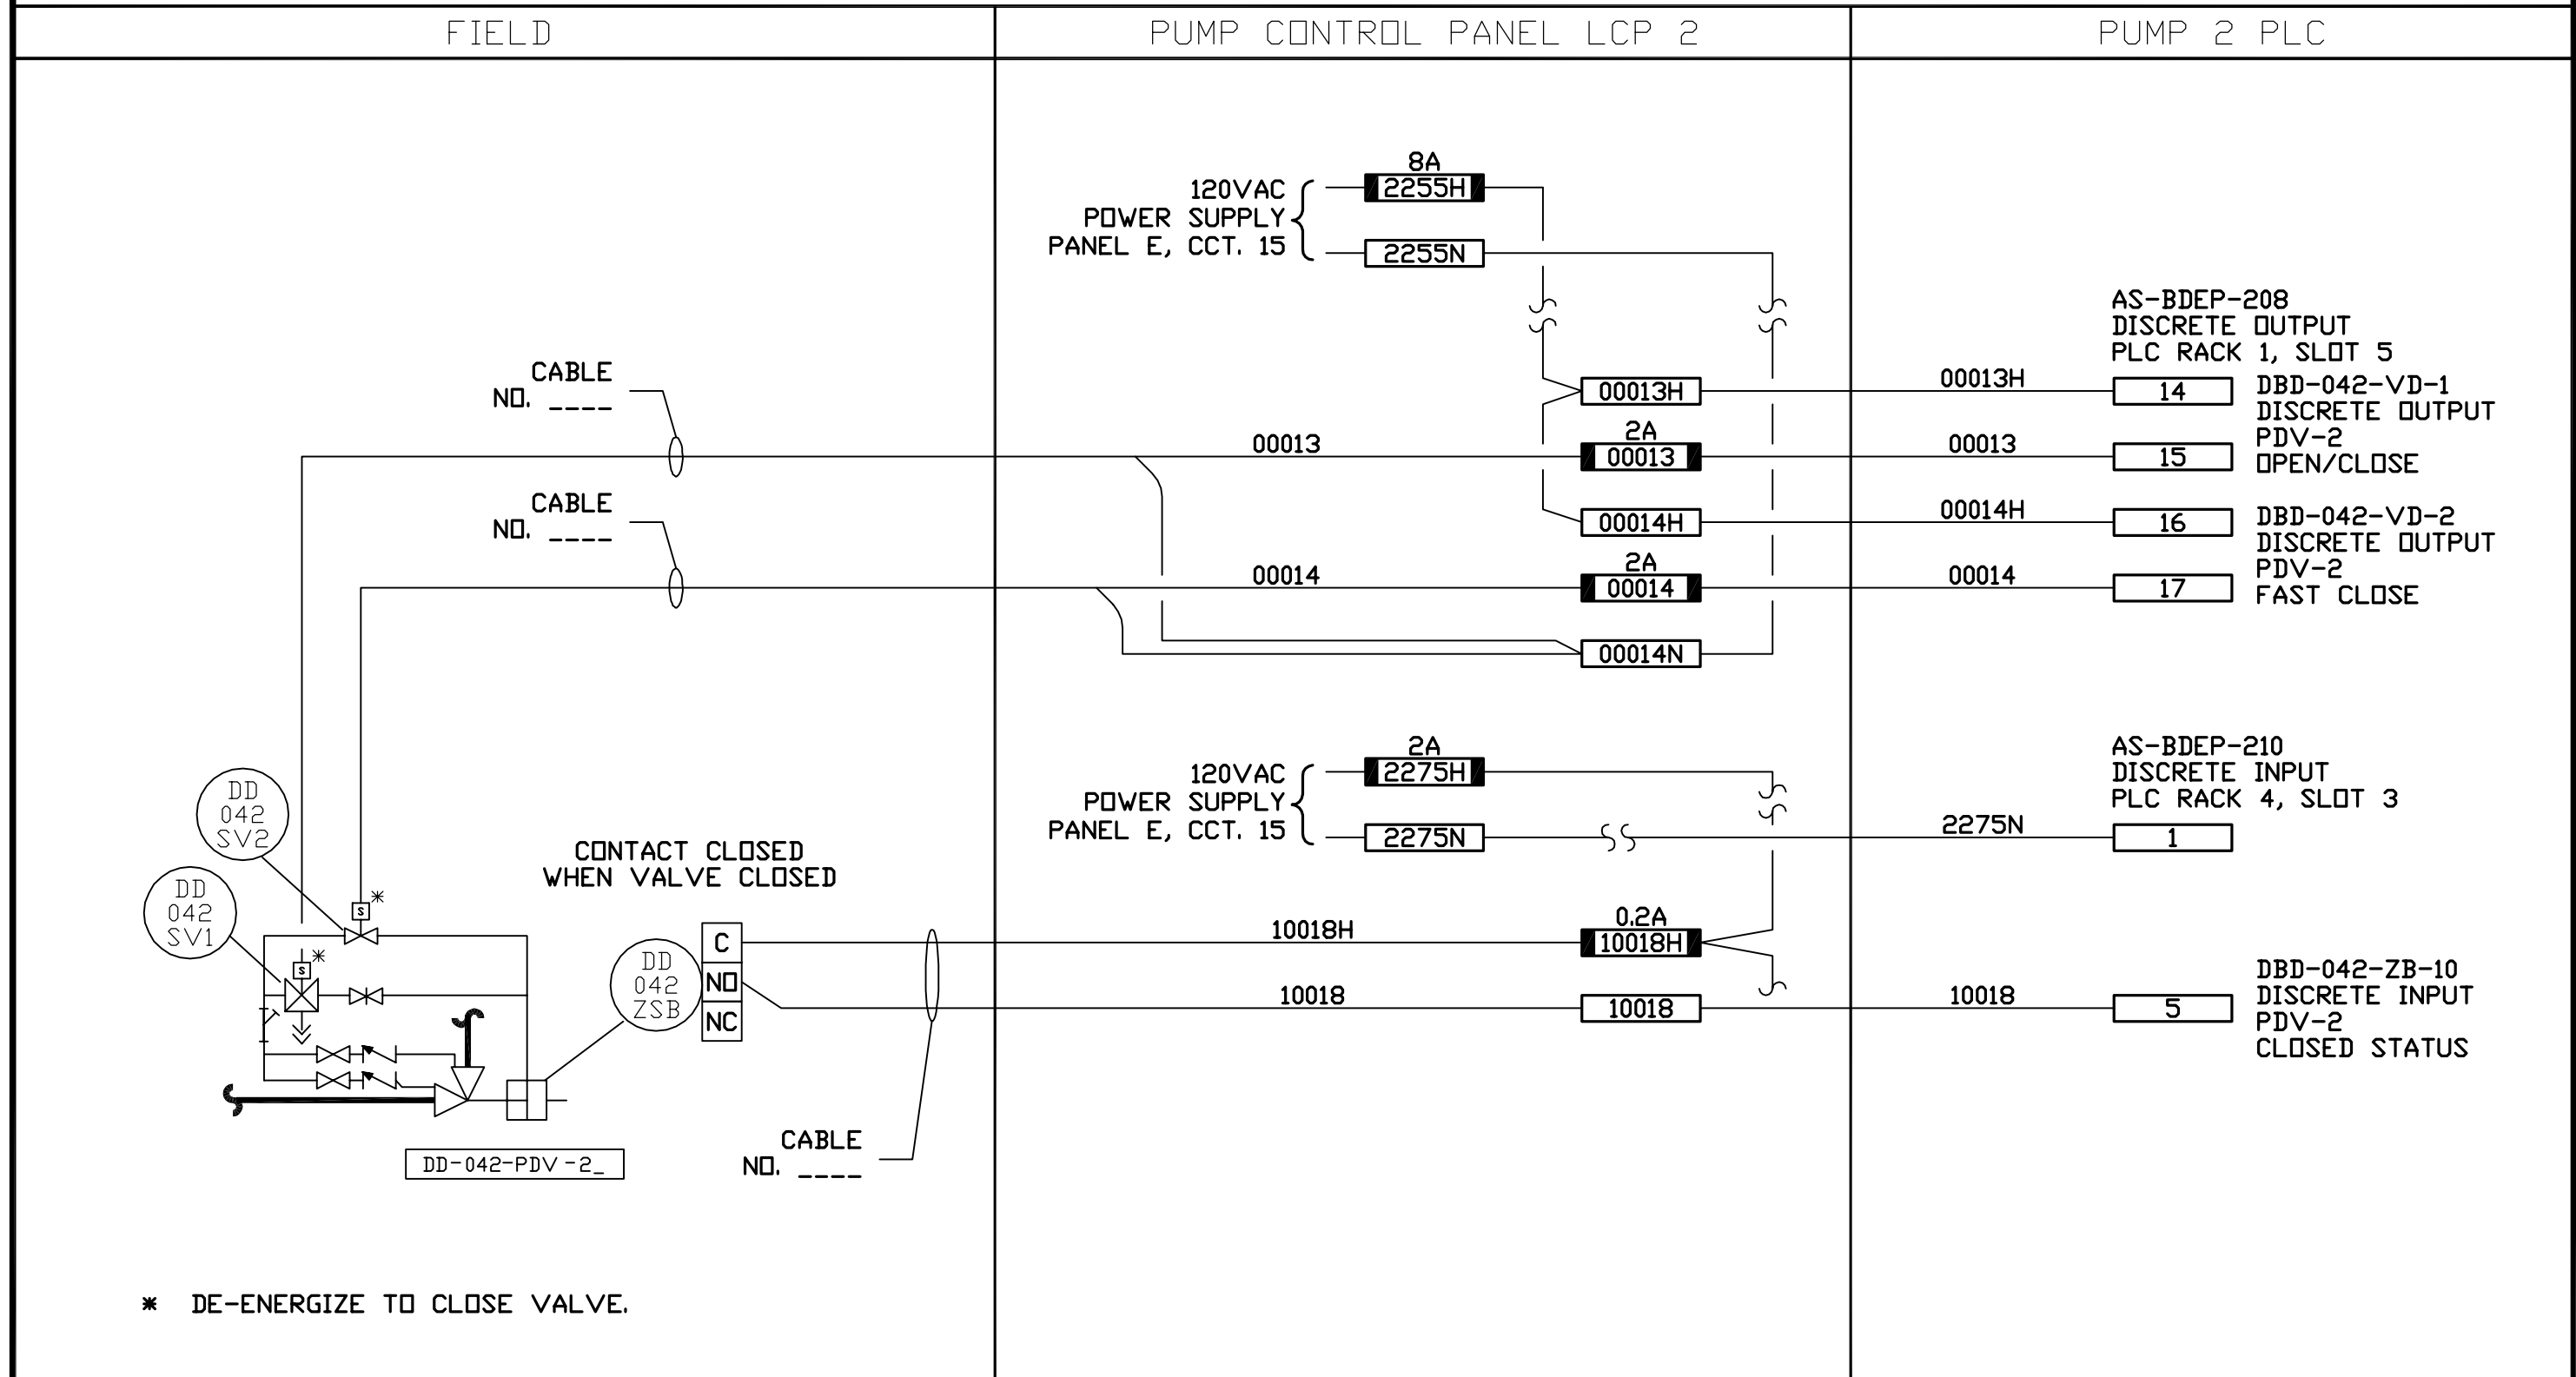 FIELD
PUMP CONTROL PANEL LCP 2
PUMP 2 PLC
8A
2255H
120VAC
POWER SUPPLY
PANEL E, CCT. 15
2255N
AS-BDEP-208
DISCRETE OUTPUT
PLC RACK 1, SLOT 5
CABLE
NO. ____
00013H
00013H
14
DBD-042-VD-1
DISCRETE OUTPUT
PDV-2
OPEN/CLOSE
00013
2A
00013
00013
15
CABLE
NO. ____
00014H
00014H
16
DBD-042-VD-2
DISCRETE OUTPUT
PDV-2
FAST CLOSE
00014
2A
00014
00014
17
00014N
2A
2275H
120VAC
POWER SUPPLY
PANEL E, CCT. 15
2275N
AS-BDEP-210
DISCRETE INPUT
PLC RACK 4, SLOT 3
2275N
1
DD
042
SV2
DD
042
SV1
S
*
S
*
CONTACT CLOSED
WHEN VALVE CLOSED
DD
042
ZSB
C
NO
NC
10018H
0.2A
10018H
10018
10018
10018
5
DBD-042-ZB-10
DISCRETE INPUT
PDV-2
CLOSED STATUS
CABLE
NO. ____
DD-042-PDV-2_
* DE-ENERGIZE TO CLOSE VALVE.